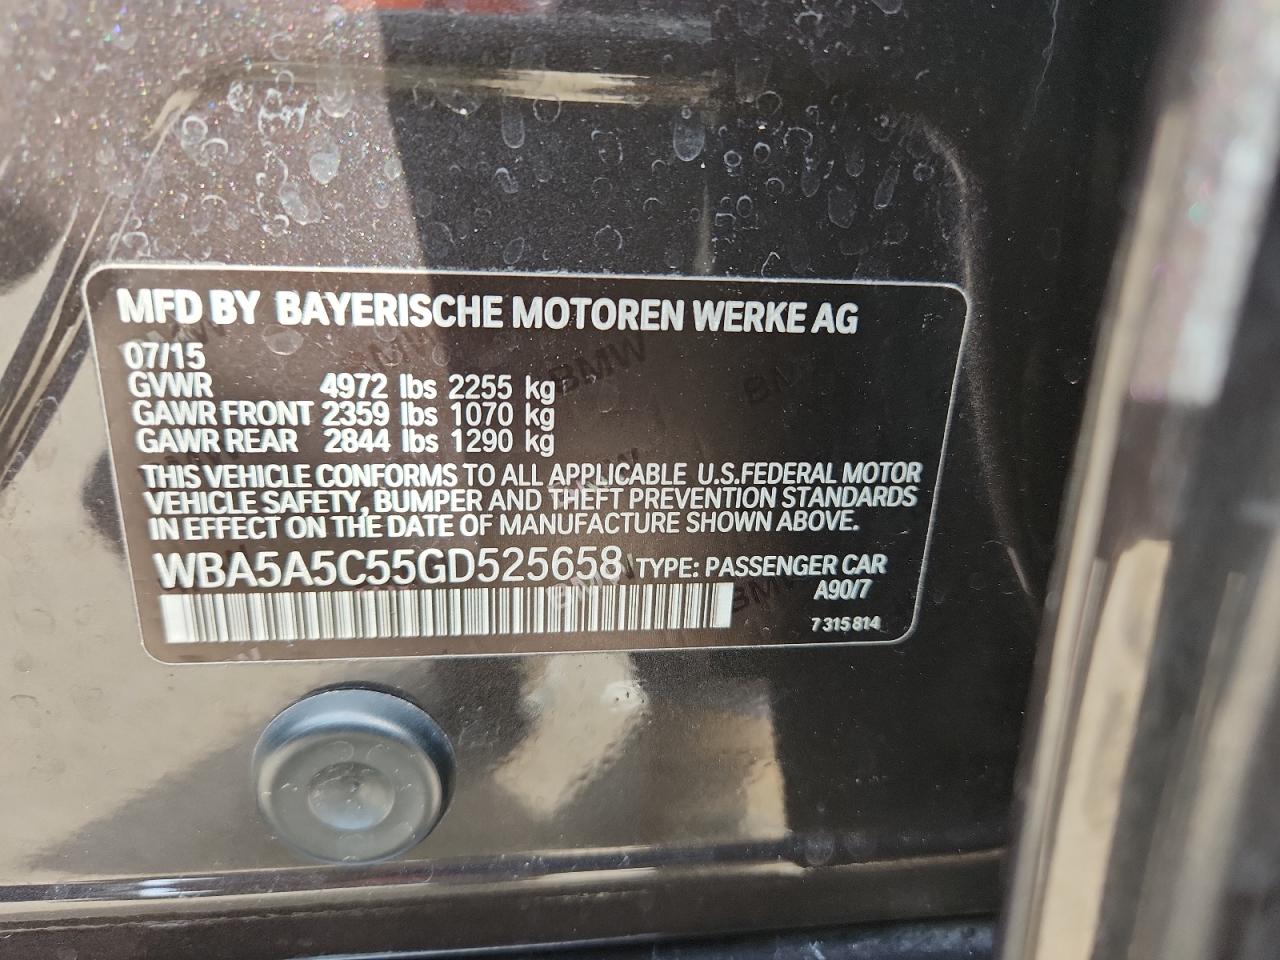 MFD BY BAYERISCHE MOTOREN WERKE AG
07/15
GVWR 4972 lbs 2255 kg
GAWR FRONT 2359 lbs 1070 kg
GAWR REAR 2844 lbs 1290 kg
THIS VEHICLE CONFORMS TO ALL APPLICABLE U.S.FEDERAL MOTOR
VEHICLE SAFETY, BUMPER AND THEFT PREVENTION STANDARDS
IN EFFECT ON THE DATE OF MANUFACTURE SHOWN ABOVE.
WBA5A5C55GD525658 TYPE: PASSENGER CAR
A90/7
7 315 814